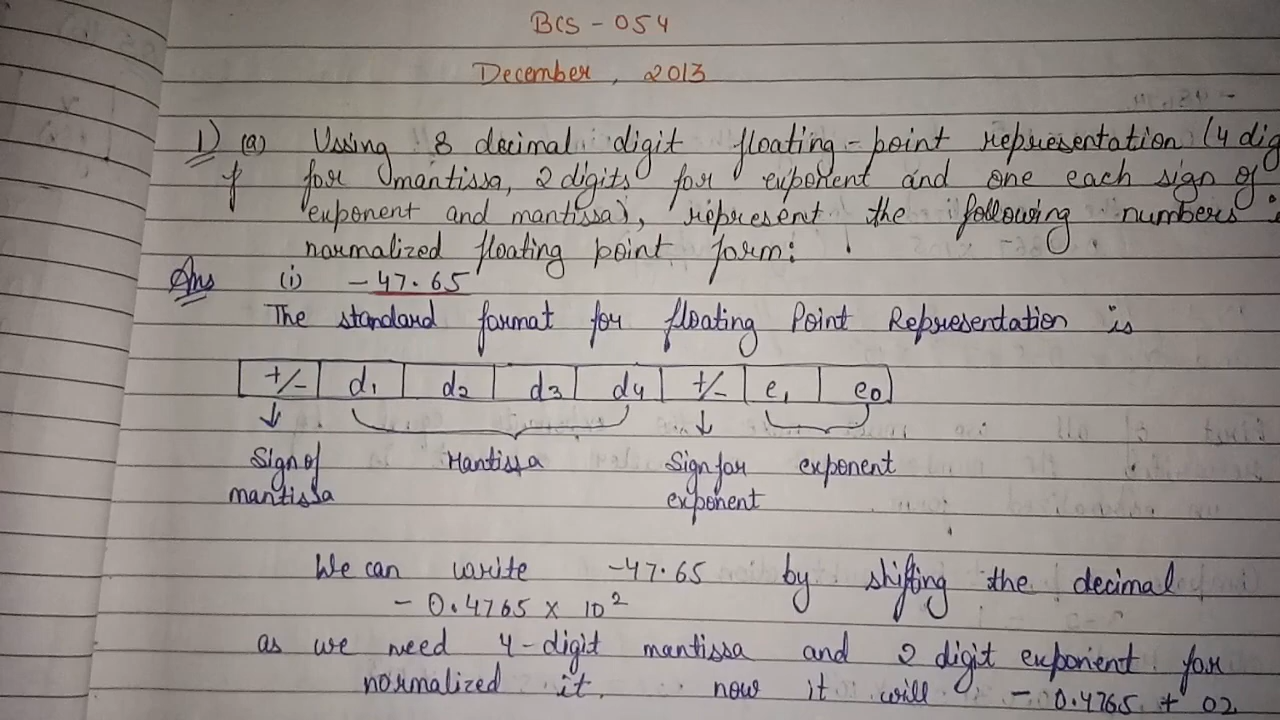 BCS - 054
December, 2013
1) (a) Using 8 decimal digit floating-point representation (4 dig
for mantissa, 2 digits for exponent and one each sign of
exponent and mantissa), represent the following numbers
normalized floating point form:
Ans (i) -47.65
The standard format for floating Point Representation is
+/- d1 d2 d3 d4 +/- e1 e0
Sign of Mantissa Sign for exponent
mantissa exponent
We can write -47.65 by shifting the decimal
- 0.4765 x 10²
as we need 4-digit mantissa and 2 digit exponent for
normalized it. now it will - 0.4765 + 02